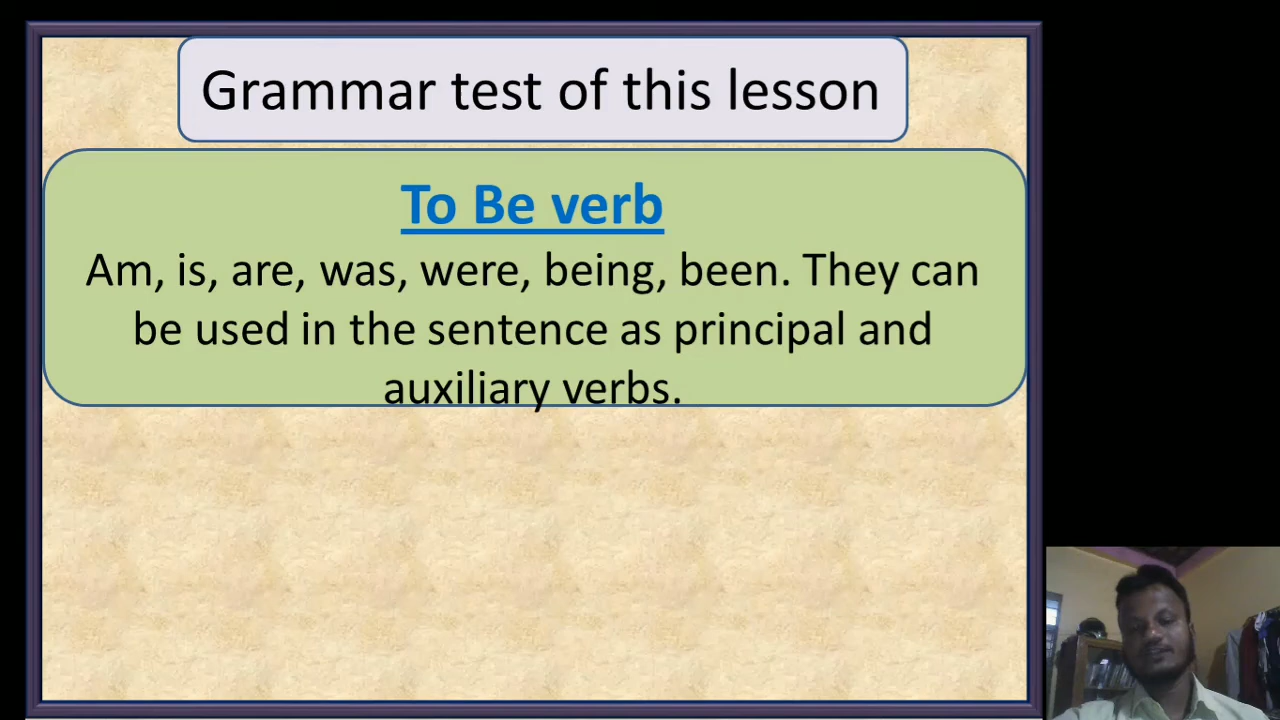 Grammar test of this lesson
To Be verb
Am, is, are, was, were, being, been. They can
be used in the sentence as principal and
auxiliary verbs.